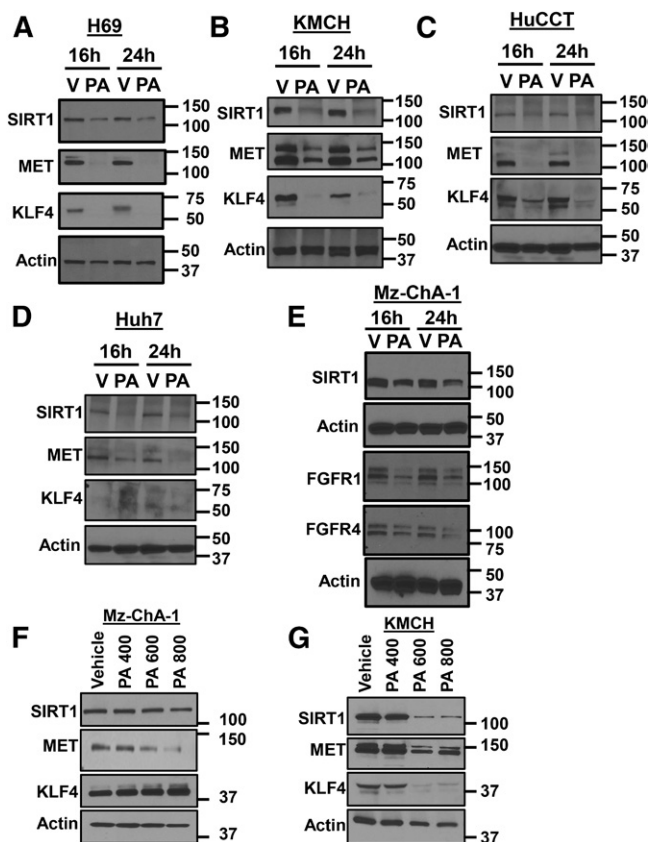 A H69
16h 24h
V PA V PA
SIRT1 150 100
MET 150 100
KLF4 75 50
Actin 50 37
B KMCH
16h 24h
V PA V PA
SIRT1 150 100
MET 150 100
KLF4 75 50
Actin 50 37
C HuCCT
16h 24h
V PA V PA
SIRT1 150 100
MET 150 100
KLF4 75 50
Actin 50 37
D Huh7
16h 24h
V PA V PA
SIRT1 150 100
MET 150 100
KLF4 75 50
Actin 50 37
E Mz-ChA-1
16h 24h
V PA V PA
SIRT1 150 100
Actin 50 37
FGFR1 150 100
FGFR4 100 75
Actin 50 37
F Mz-ChA-1
Vehicle PA 400 PA 600 PA 800
SIRT1 100
MET 150
KLF4 37
Actin 37
G KMCH
Vehicle PA 400 PA 600 PA 800
SIRT1 100
MET 150
KLF4 37
Actin 37